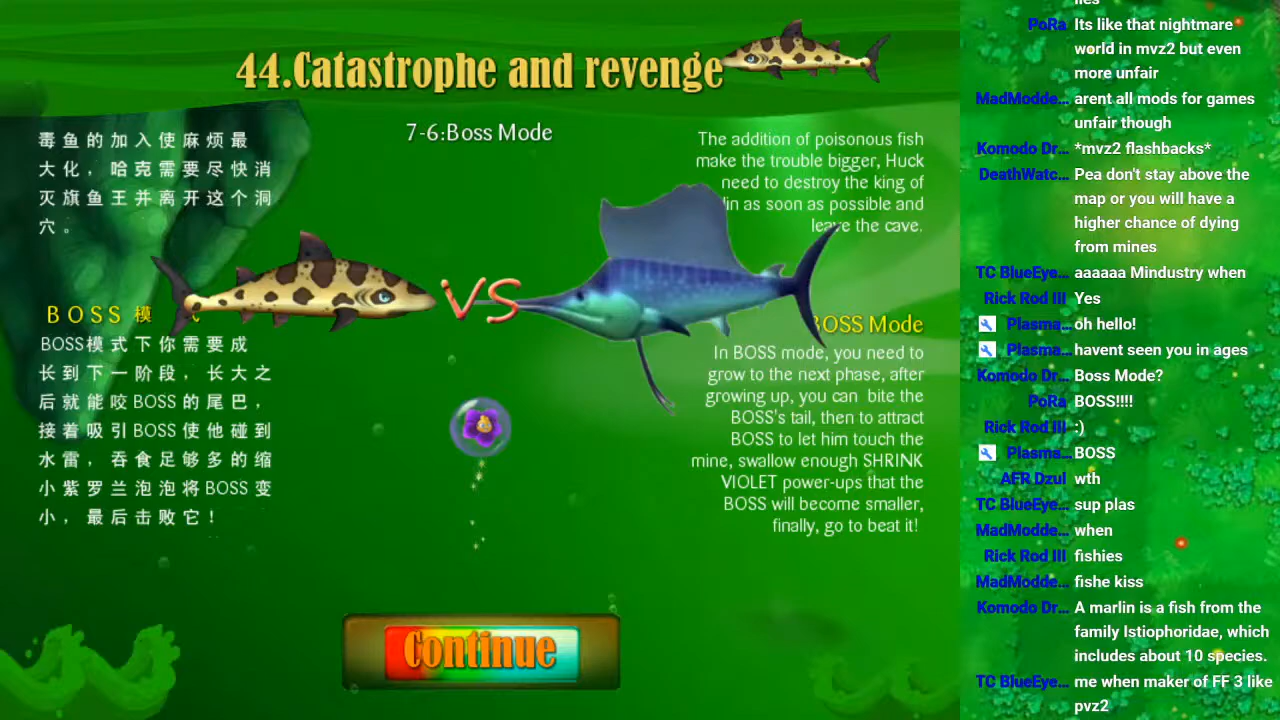 44.Catastrophe and revenge
7-6:Boss Mode
毒鱼的加入使麻烦最
大化，哈克需要尽快消
灭旗鱼王并离开这个洞
穴。
The addition of poisonous fish
make the trouble bigger, Huck
need to destroy the king of
as soon as possible and
leave the cave.
VS
BOSS 模
BOSS模式下你需要成
长到下一阶段，长大之
后就能咬BOSS的尾巴，
接着吸引BOSS使他碰到
水雷，吞食足够多的缩
小紫罗兰泡泡将BOSS变
小，最后击败它！
BOSS Mode
In BOSS mode, you need to
grow to the next phase, after
growing up, you can bite the
BOSS's tail, then to attract
BOSS to let him touch the
mine, swallow enough SHRINK
VIOLET power-ups that the
BOSS will become smaller,
finally, go to beat it!
Continue
PoRa Its like that nightmare
world in mvz2 but even
more unfair
MadModde... arent all mods for games
unfair though
Komodo Dr... *mvz2 flashbacks*
DeathWatc... Pea don't stay above the
map or you will have a
higher chance of dying
from mines
TC BlueEye... aaaaaa Mindustry when
Rick Rod III Yes
Plasma... oh hello!
Plasma... havent seen you in ages
Komodo Dr... Boss Mode?
PoRa BOSS!!!!
Rick Rod III :)
Plasma... BOSS
AFR Dzul wth
TC BlueEye... sup plas
MadModde... when
Rick Rod III fishies
MadModde... fishe kiss
Komodo Dr... A marlin is a fish from the
family Istiophoridae, which
includes about 10 species.
TC BlueEye... me when maker of FF 3 like
pvz2